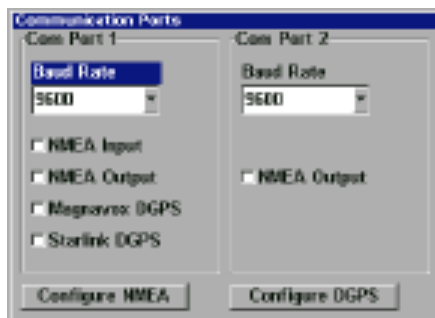 Communication Ports
Com Port 1
Baud Rate
9600
NMEA Input
NMEA Output
Magnavox DGPS
Starlink DGPS
Configure NMEA
Com Port 2
Baud Rate
9600
NMEA Output
Configure DGPS